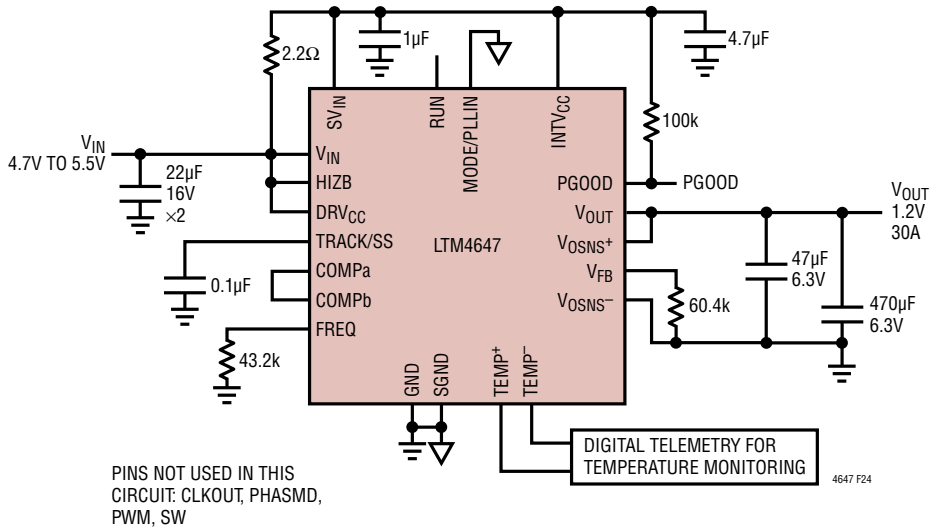 2.2Ω
1µF
4.7µF
SVIN
RUN
MODE/PLLIN
INTVCC
100k
VIN
4.7V TO 5.5V
22µF
16V
×2
VIN
HIZB
DRVCC
TRACK/SS
COMPa
COMPb
FREQ
0.1µF
43.2k
LTM4647
PGOOD
PGOOD
VOUT
VOSNS+
VFB
VOSNS–
60.4k
VOUT
1.2V
30A
47µF
6.3V
470µF
6.3V
GND
SGND
TEMP+
TEMP–
DIGITAL TELEMETRY FOR
TEMPERATURE MONITORING
4647 F24
PINS NOT USED IN THIS
CIRCUIT: CLKOUT, PHASMD,
PWM, SW